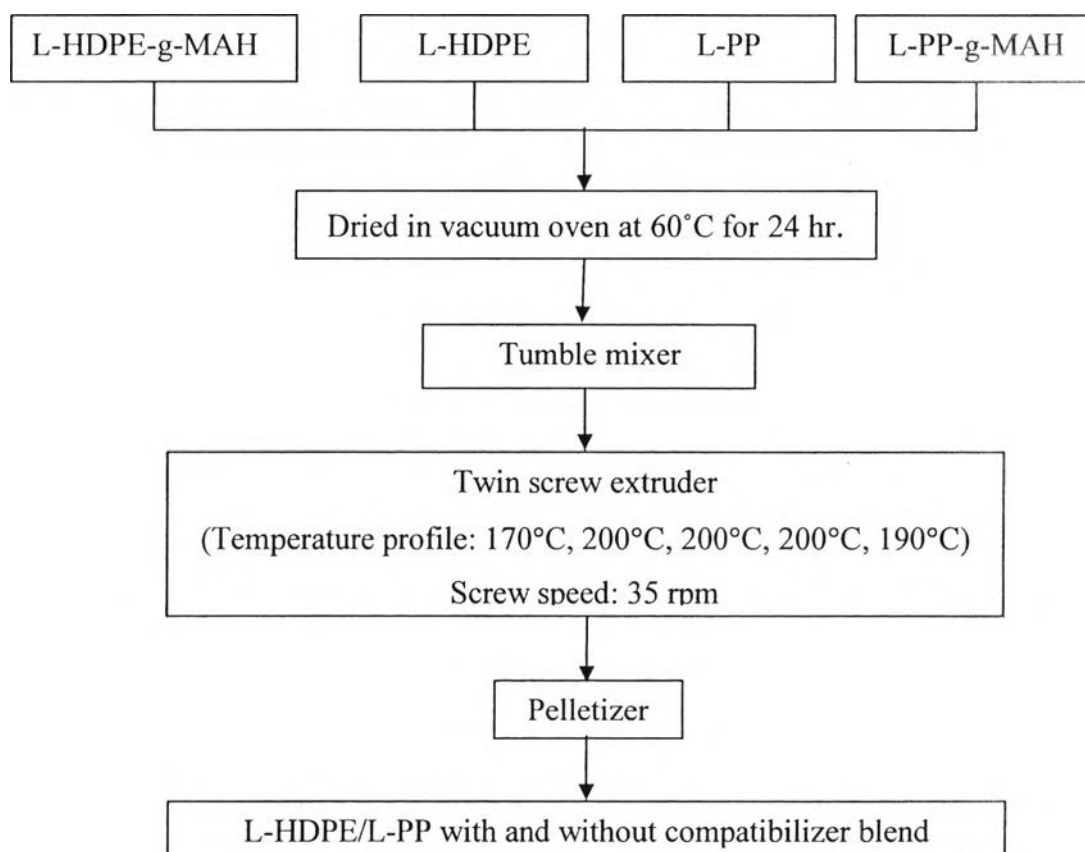 L-HDPE-g-MAH
L-HDPE
L-PP
L-PP-g-MAH
Dried in vacuum oven at 60˚C for 24 hr.
Tumble mixer
Twin screw extruder
(Temperature profile: 170°C, 200°C, 200°C, 200°C, 190°C)
Screw speed: 35 rpm
Pelletizer
L-HDPE/L-PP with and without compatibilizer blend